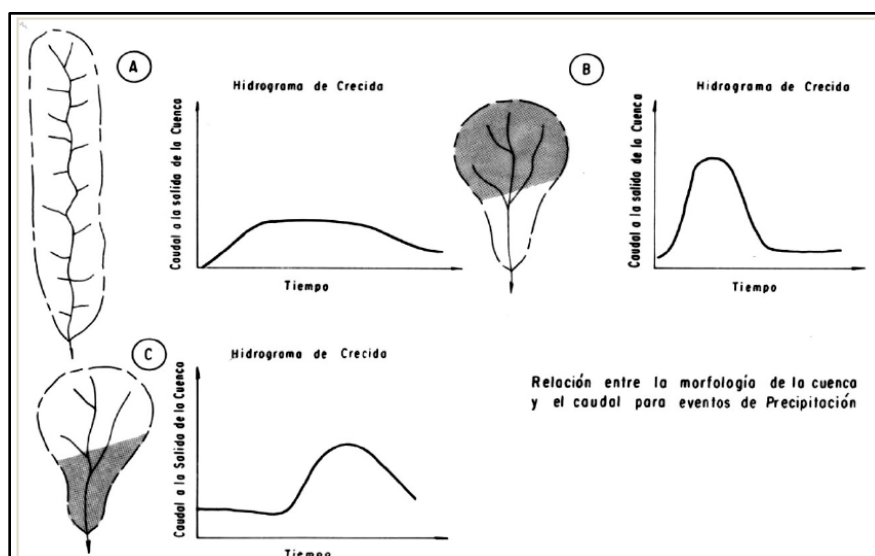 A
Hidrograma de Crecida
Caudal a la salida de la Cuenca
Tiempo
B
Hidrograma de Crecida
Caudal a la salida de la Cuenca
Tiempo
C
Hidrograma de Crecida
Caudal a la Salida de la Cuenca
Tiempo
Relación entre la morfología de la cuenca
y el caudal para eventos de Precipitación